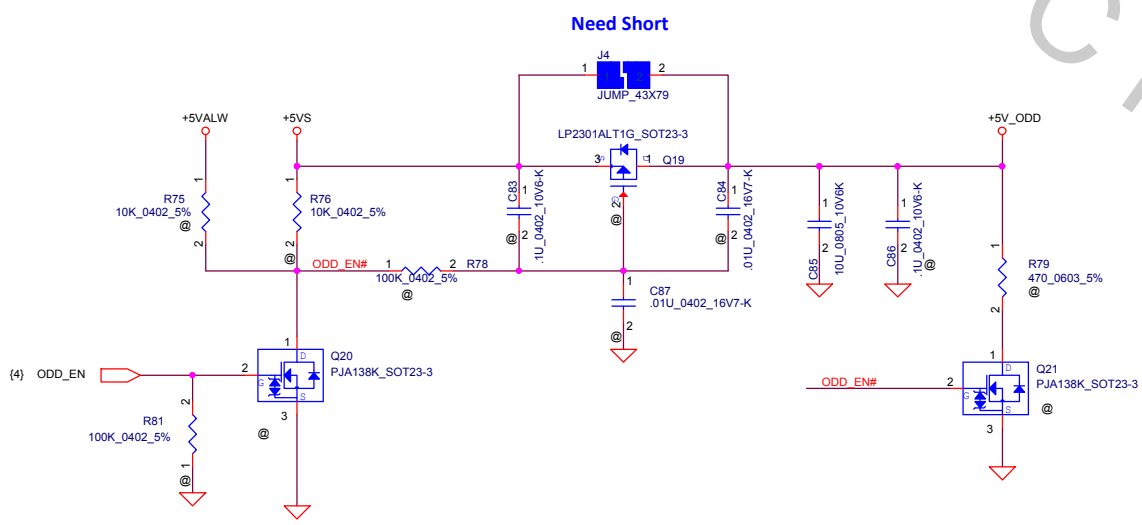 Need Short
J4
1
2
1
2
JUMP_43X79
+5VALW
+5VS
+5V_ODD
LP2301ALT1G_SOT23-3
3
S
D
1
Q19
G
2
@
1
R75
10K_0402_5%
@
2
1
R76
10K_0402_5%
2
@
C83
1
2
@
.1U_0402_10V6-K
C84
1
2
@
.01U_0402_16V7-K
1
2
C85
10U_0805_10V6K
1
2
C86
.1U_0402_10V6-K
@
1
R79
470_0603_5%
@
2
ODD_EN#
1
2
R78
100K_0402_5%
@
1
C87
.01U_0402_16V7-K
2
@
{4} ODD_EN
2
1
D
G
S
3
Q20
PJA138K_SOT23-3
@
2
R81
100K_0402_5%
1
@
ODD_EN#
2
1
D
G
S
3
Q21
PJA138K_SOT23-3
@